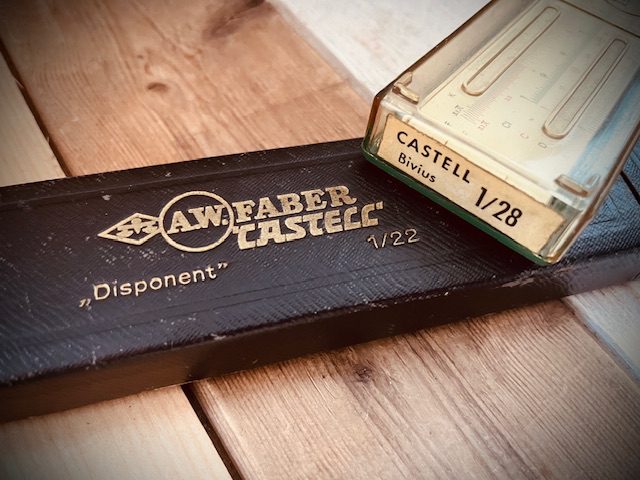 A.W. FABER
CASTELL
1/22
„Disponent”
CASTELL
Bivius
1/28